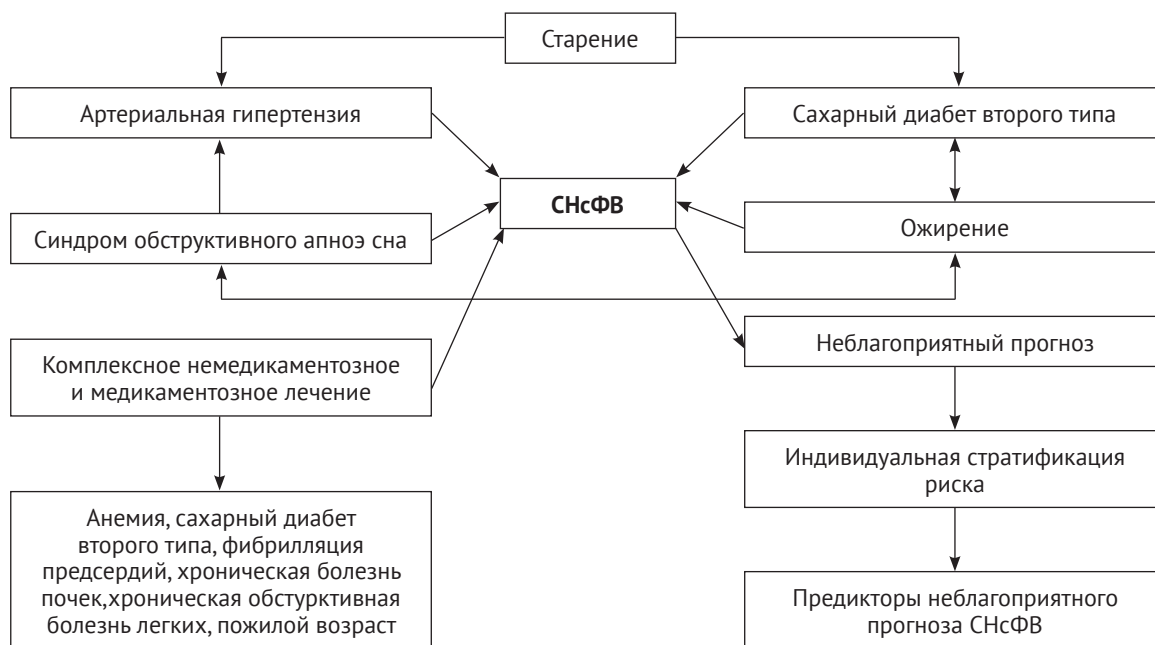 Старение
Артериальная гипертензия
Сахарный диабет второго типа
СНсФВ
Синдром обструктивного апноэ сна
Ожирение
Комплексное немедикаментозное
и медикаментозное лечение
Неблагоприятный прогноз
Индивидуальная стратификация
риска
Анемия, сахарный диабет
второго типа, фибрилляция
предсердий, хроническая болезнь
почек,хроническая обстурктивная
болезнь легких, пожилой возраст
Предикторы неблагоприятного
прогноза СНсФВ